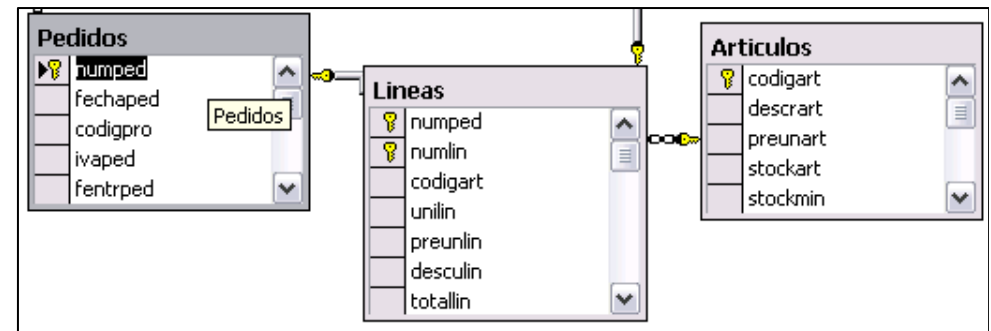 Pedidos
numped
fechaped
codigpro
ivaped
fentrped
Pedidos
Lineas
numped
numlin
codigart
unilin
preunlin
desculin
totallin
Articulos
codigart
descrart
preunart
stockart
stockmin